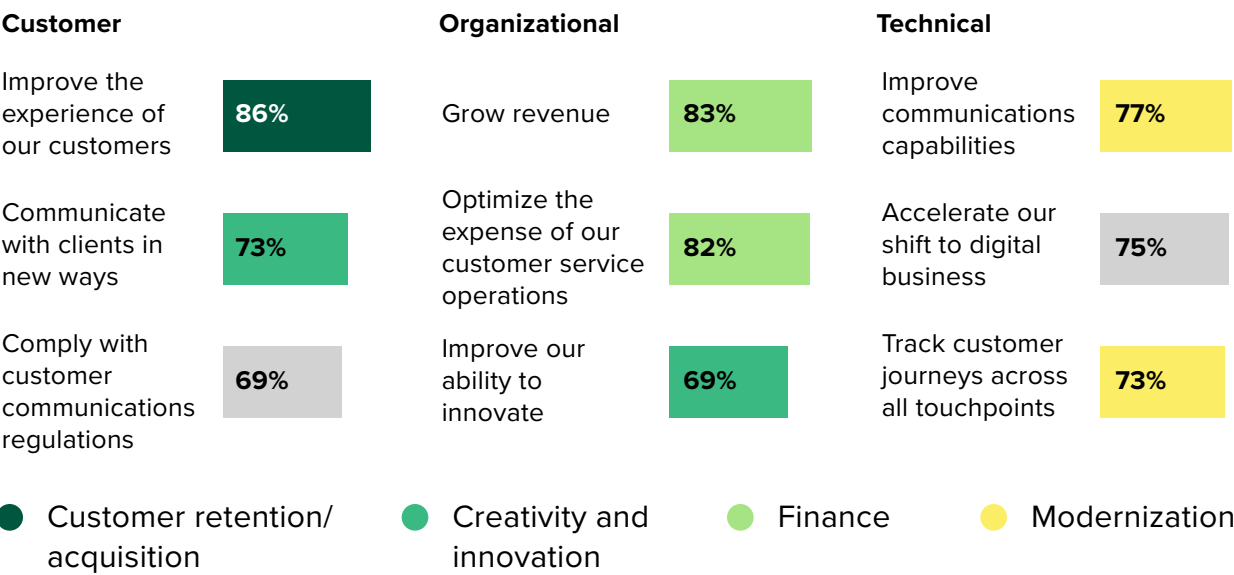 Customer
Improve the
experience of
our customers
86%
Communicate
with clients in
new ways
73%
Comply with
customer
communications
regulations
69%
Organizational
Grow revenue
83%
Optimize the
expense of our
customer service
operations
82%
Improve our
ability to
innovate
69%
Technical
Improve
communications
capabilities
77%
Accelerate our
shift to digital
business
75%
Track customer
journeys across
all touchpoints
73%
Customer retention/
acquisition
Creativity and
innovation
Finance
Modernization